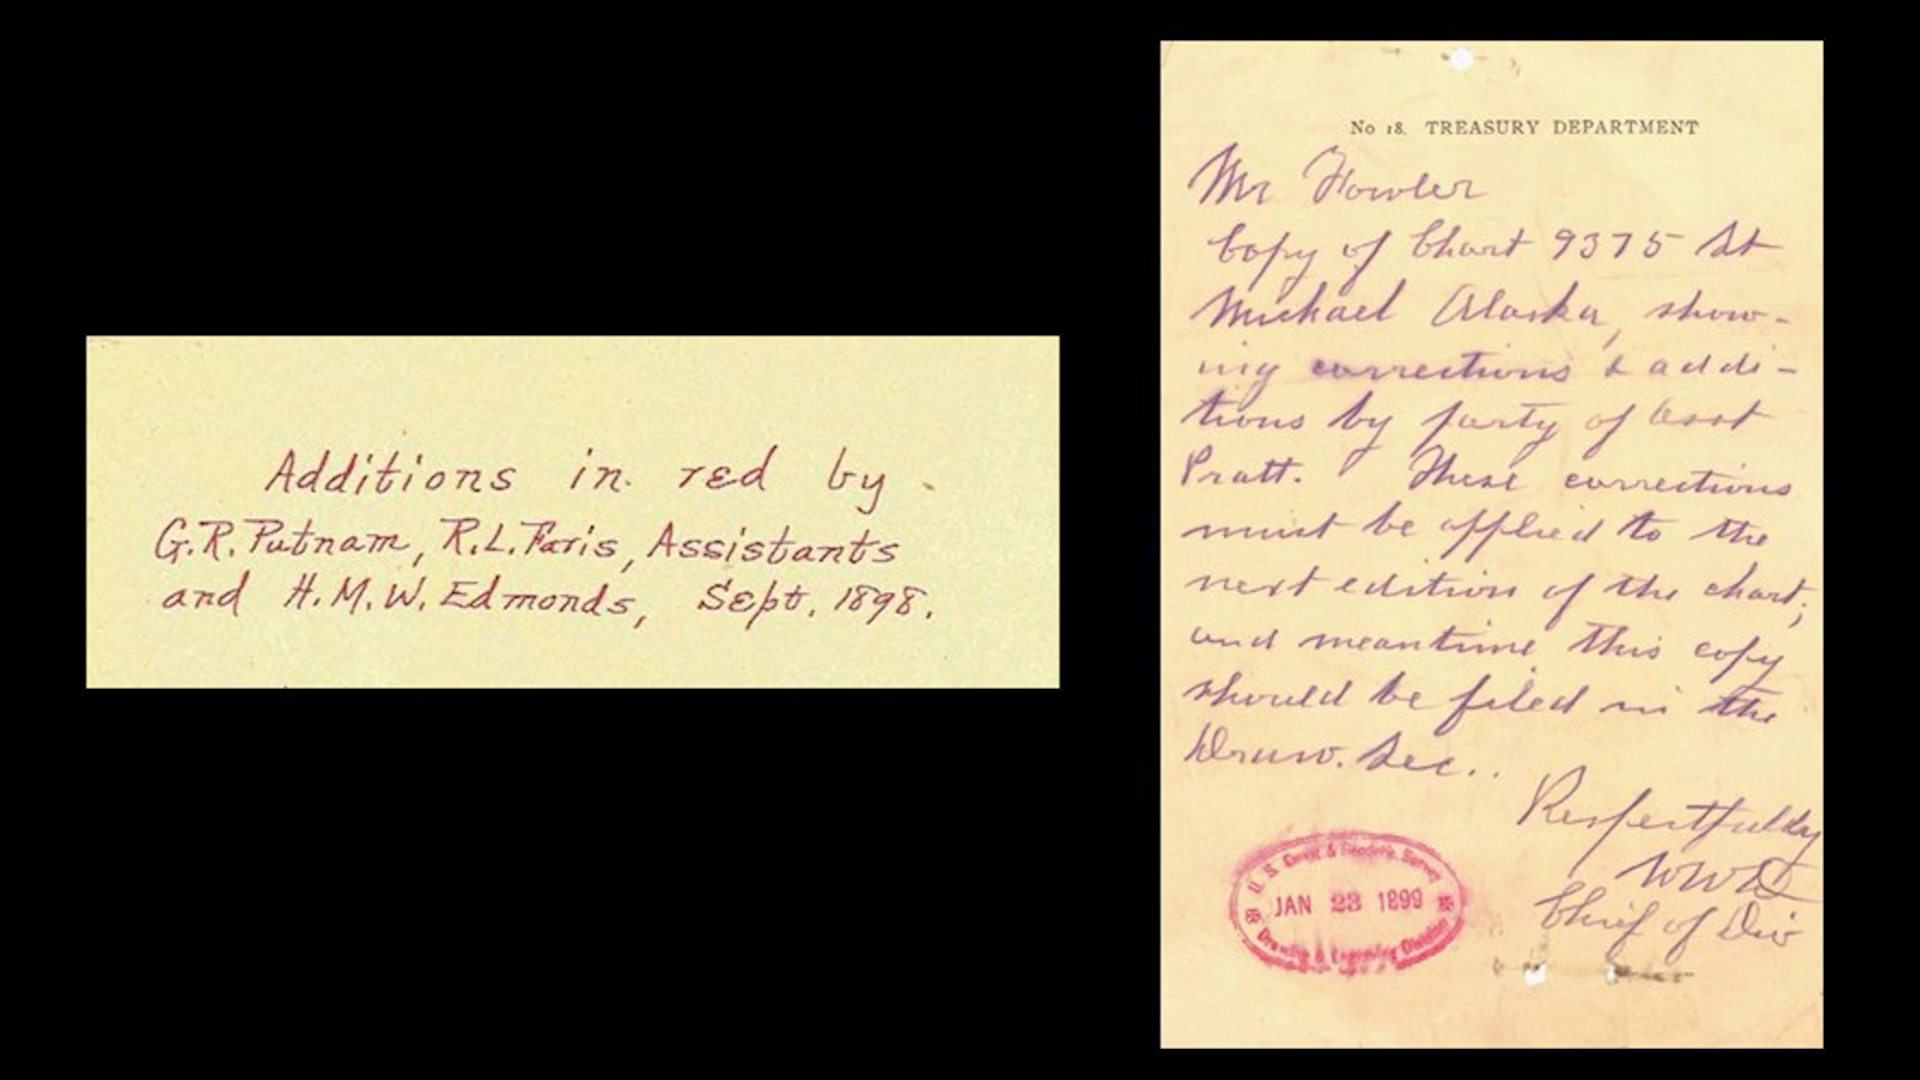 Additions in red by
G.R. Putnam, R.L. Faris, Assistants
and H.M.W. Edmonds, Sept. 1898.
No 18. TREASURY DEPARTMENT
Mr Fowler
Copy of Chart 9375 St
Michael Alaska, show-
ing corrections & addi-
tions by party of Asst
Pratt. These corrections
must be applied to the
next edition of the chart;
and meantime this copy
should be filed in the
Draw. Sec..
Respectfully
WWD
Chief of Div
U. S. Coast & Geodetic Survey
JAN 23 1899
Drawing & Engraving Division